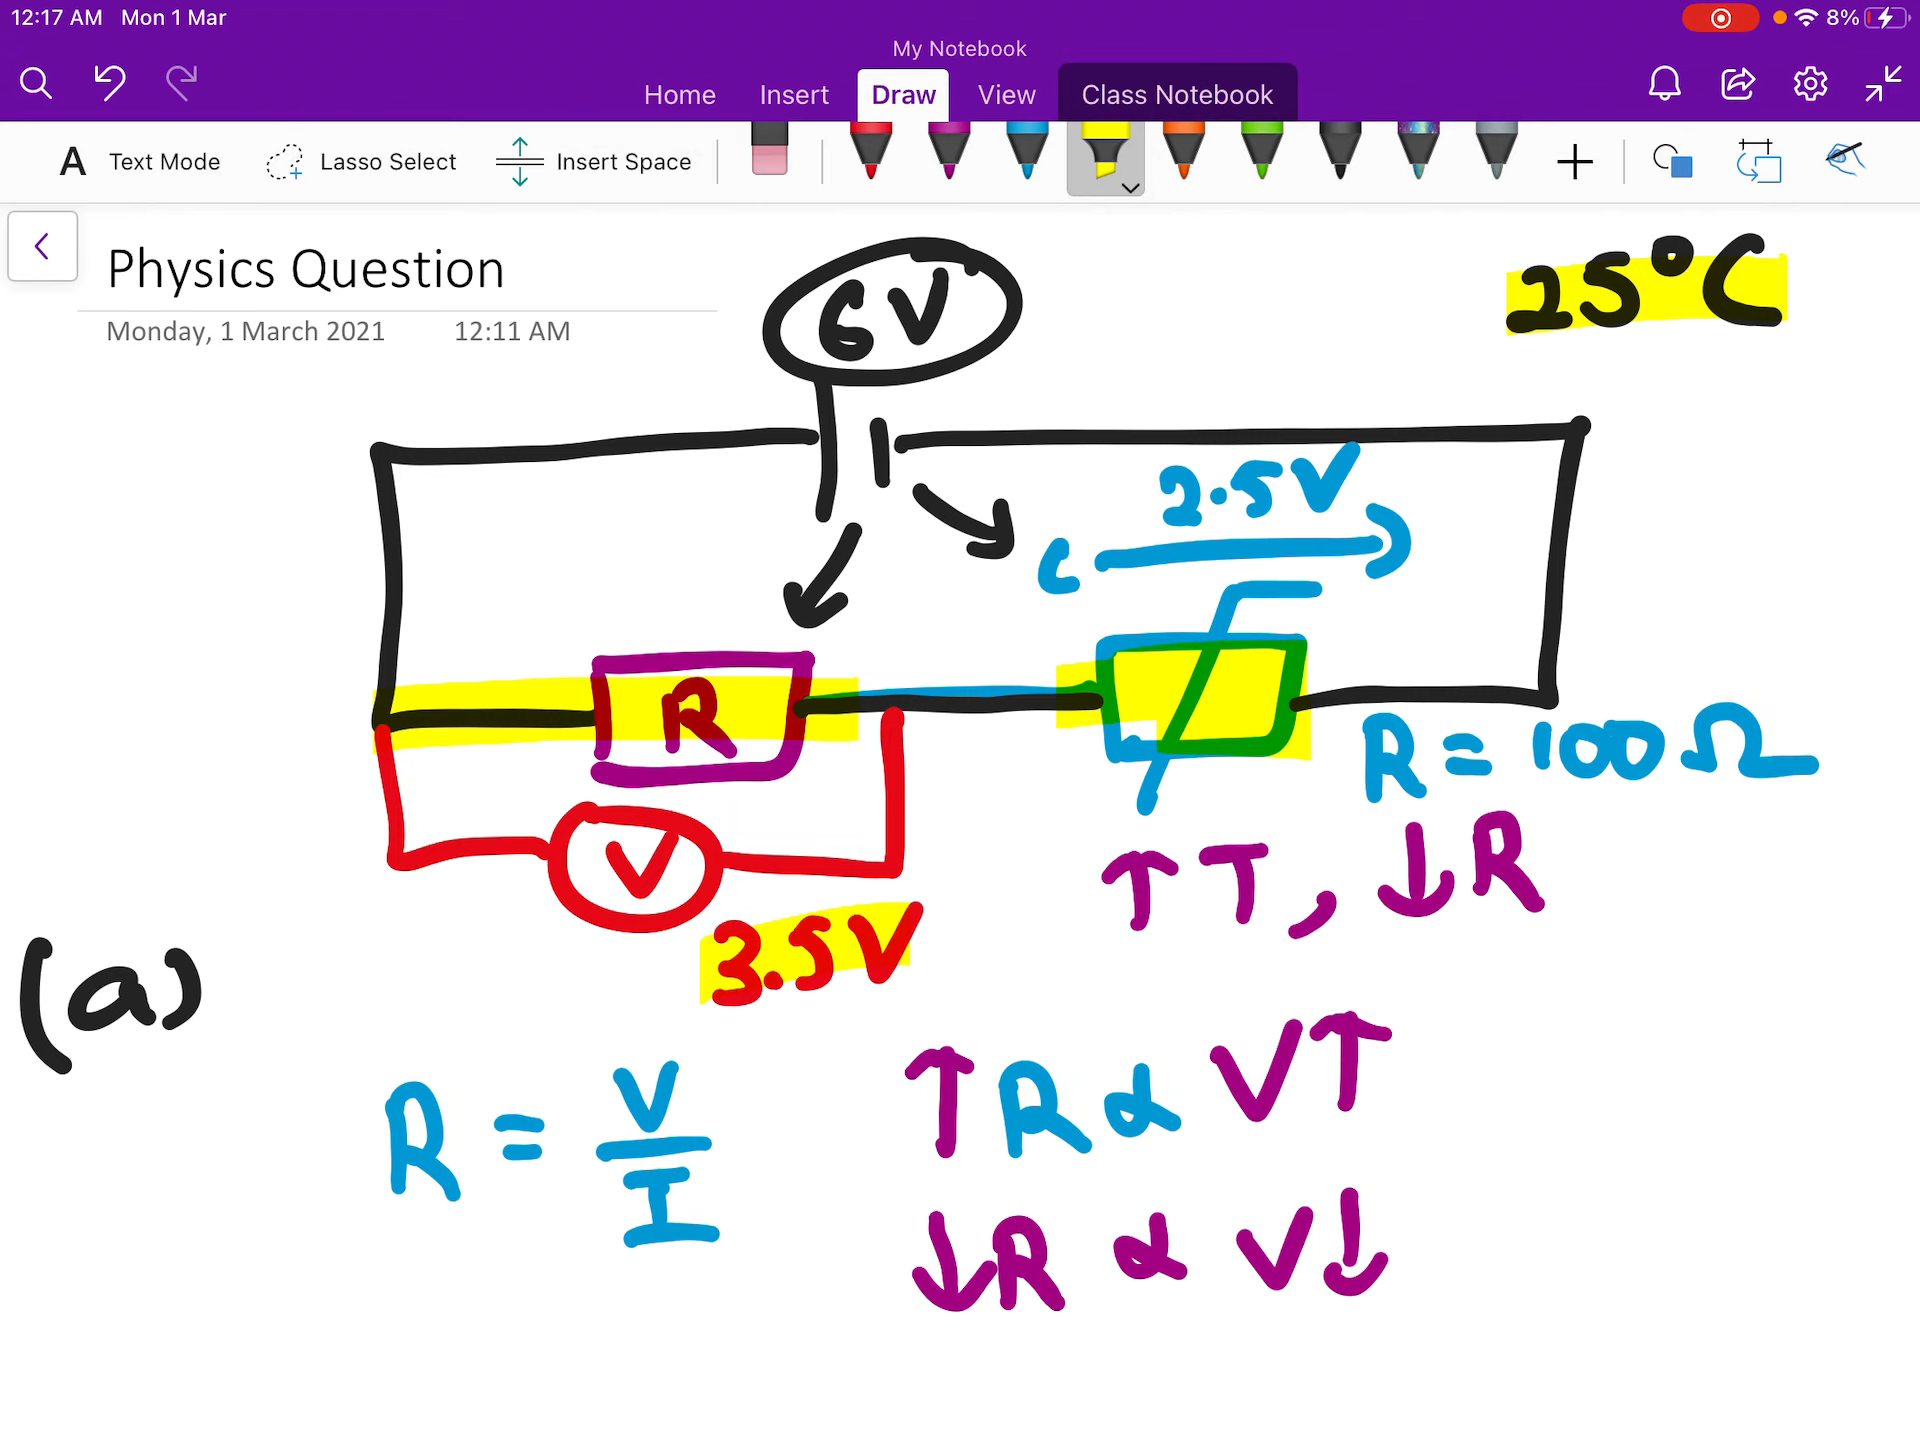 12:17 AM Mon 1 Mar
8%
My Notebook
Home Insert Draw View Class Notebook
A Text Mode Lasso Select Insert Space
Physics Question
Monday, 1 March 2021 12:11 AM
6V
25°C
2.5V
R
R = 100Ω
V
↑T, ↓R
3.5V
(a)
R = V/I
↑R ∝ V↑
↓R ∝ V↓